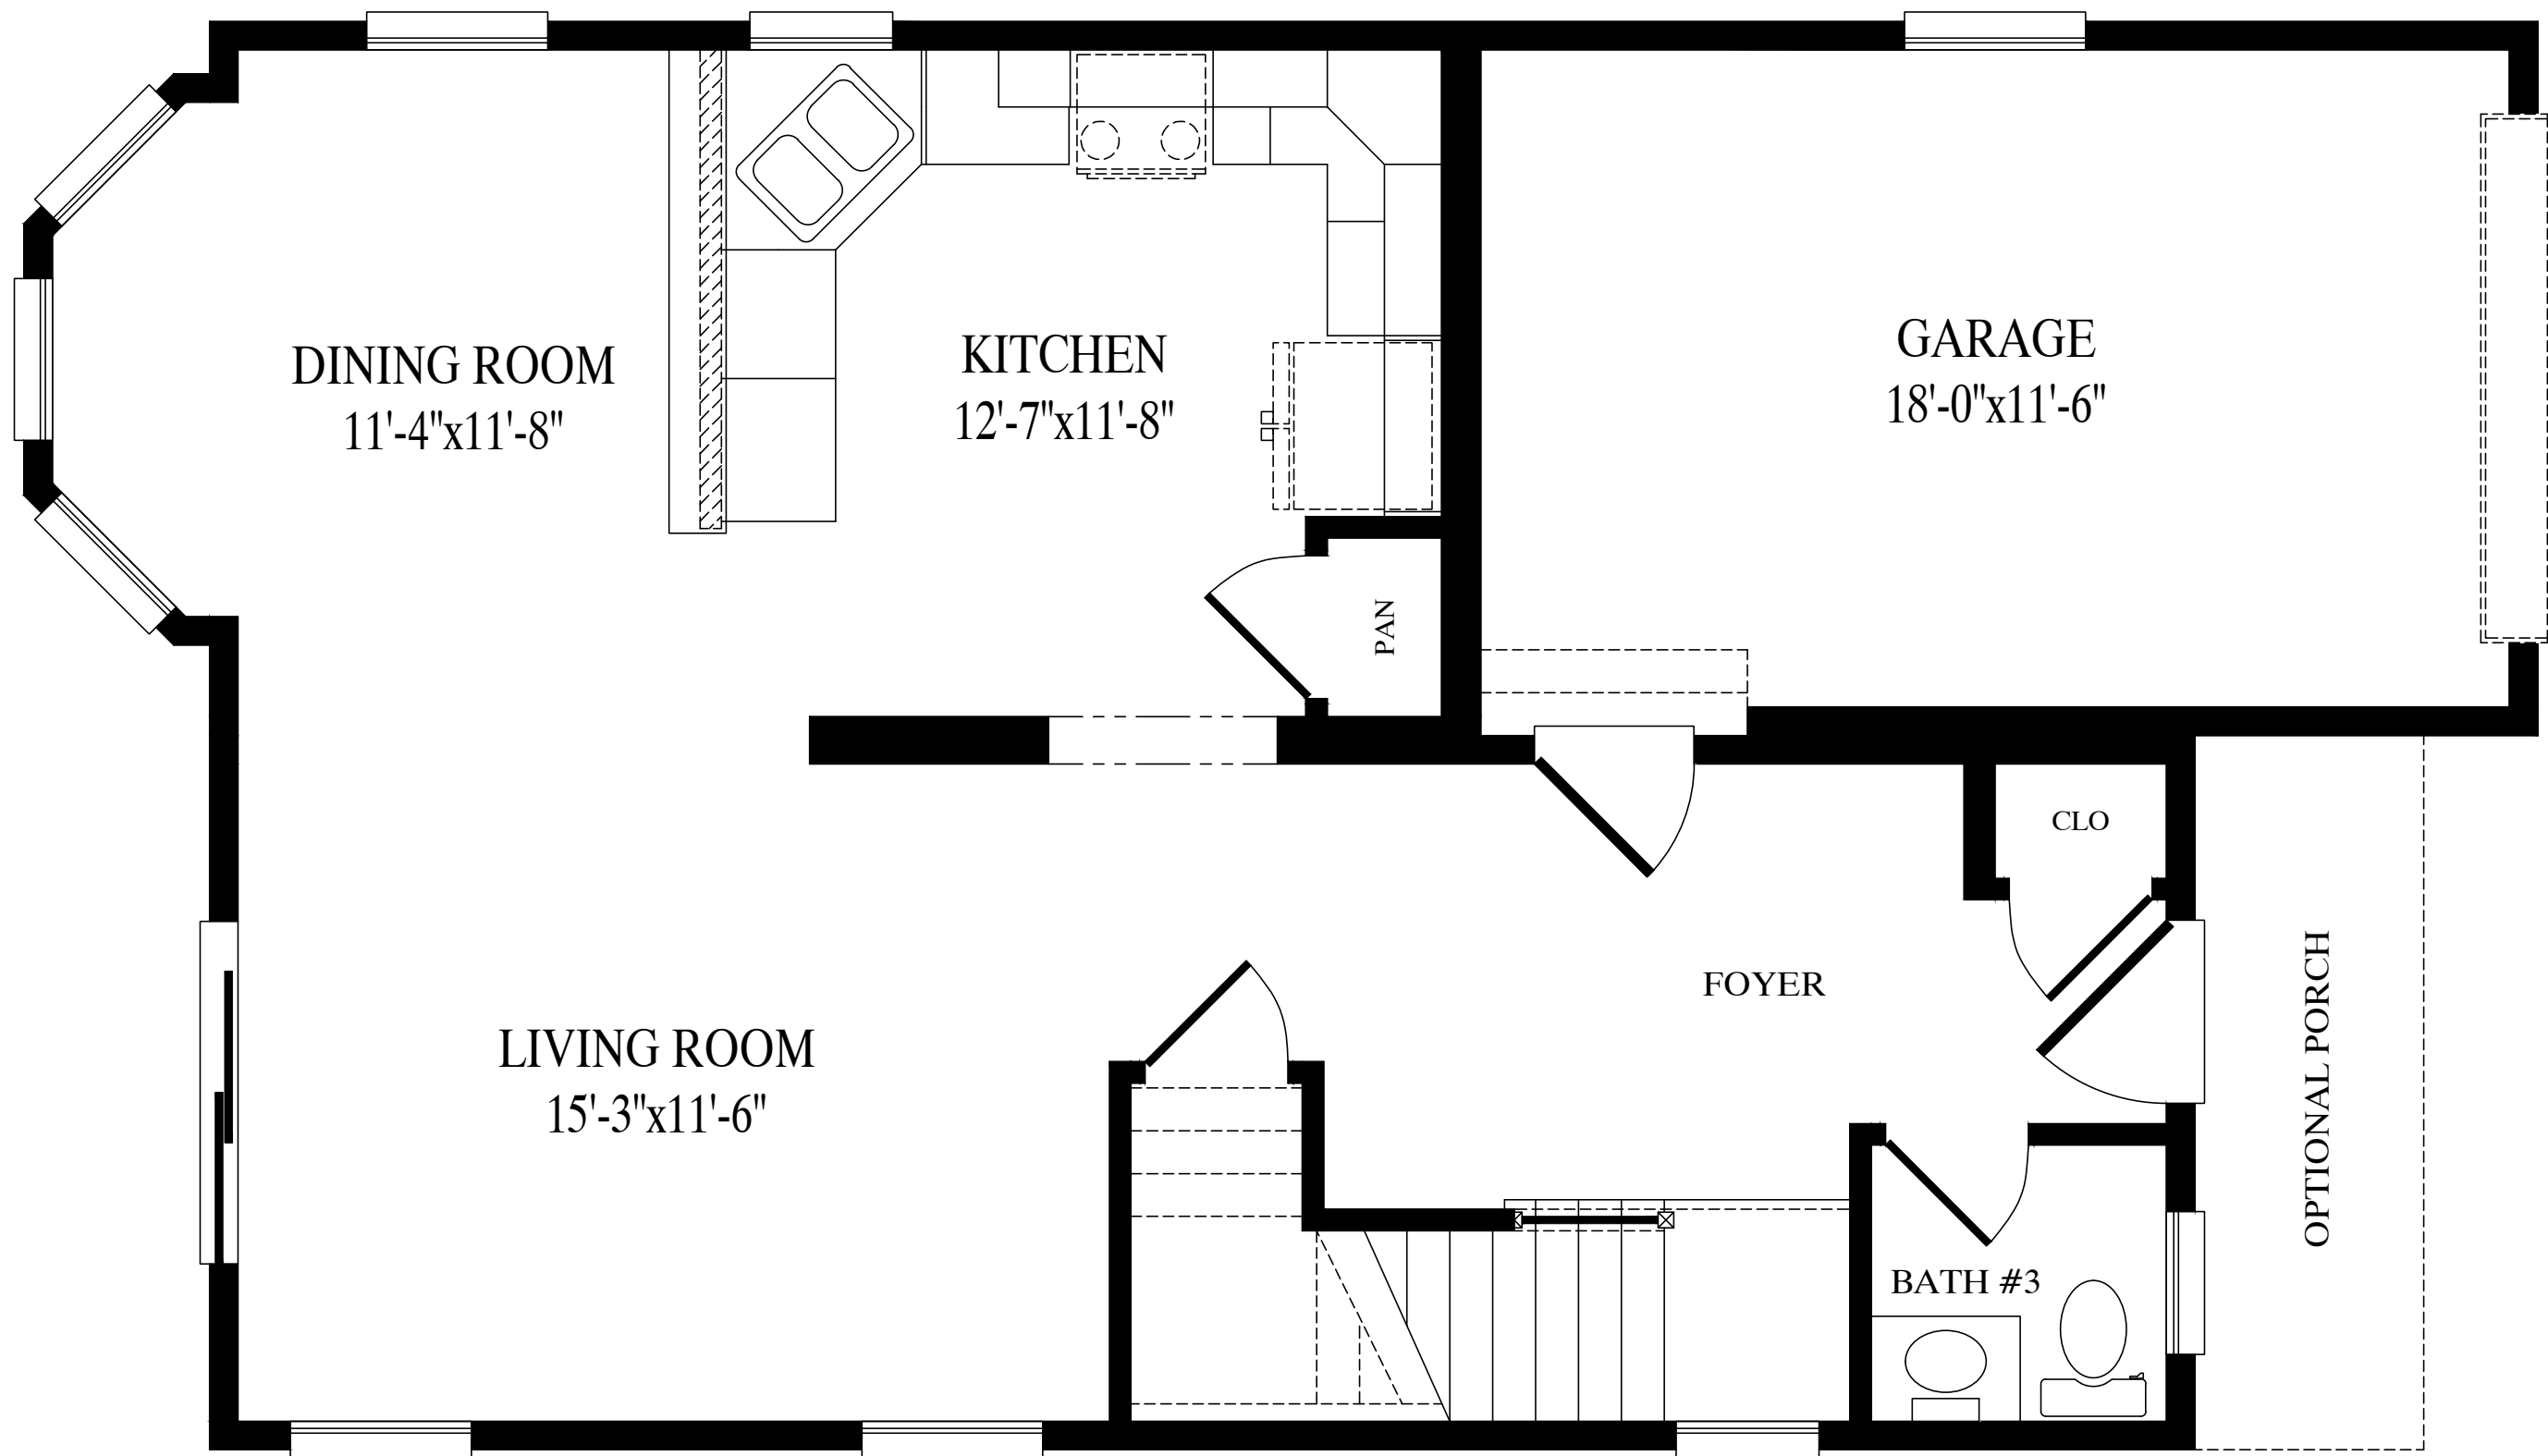 DINING ROOM
11'-4"x11'-8"
KITCHEN
12'-7"x11'-8"
GARAGE
18'-0"x11'-6"
PAN
CLO
FOYER
OPTIONAL PORCH
LIVING ROOM
15'-3"x11'-6"
BATH #3